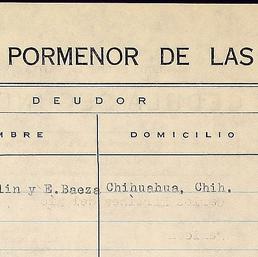 PORMENOR DE LAS
DEUDOR
MBRE DOMICILIO
lin y E.Baeza Chihuahua, Chih.